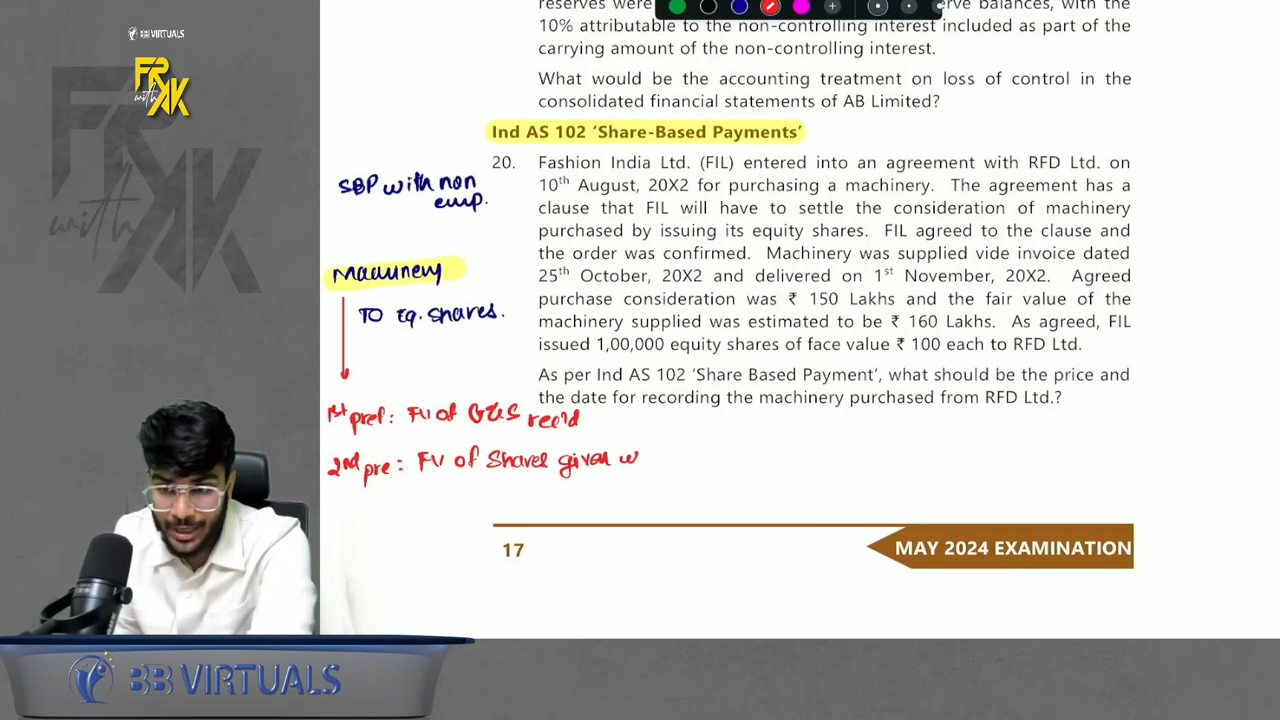 reserves were
erve balances, with the
10% attributable to the non-controlling interest included as part of the
carrying amount of the non-controlling interest.
What would be the accounting treatment on loss of control in the
consolidated financial statements of AB Limited?
Ind AS 102 'Share-Based Payments'
20. Fashion India Ltd. (FIL) entered into an agreement with RFD Ltd. on
10th August, 20X2 for purchasing a machinery. The agreement has a
clause that FIL will have to settle the consideration of machinery
purchased by issuing its equity shares. FIL agreed to the clause and
the order was confirmed. Machinery was supplied vide invoice dated
25th October, 20X2 and delivered on 1st November, 20X2. Agreed
purchase consideration was ₹ 150 Lakhs and the fair value of the
machinery supplied was estimated to be ₹ 160 Lakhs. As agreed, FIL
issued 1,00,000 equity shares of face value ₹ 100 each to RFD Ltd.
As per Ind AS 102 'Share Based Payment', what should be the price and
the date for recording the machinery purchased from RFD Ltd.?
SBP with non
emp.
Machinery
TO Eq. Shares.
1st pref: FV of G&S rec'd
2nd pre: FV of Shares given w
17
MAY 2024 EXAMINATION
BB VIRTUALS
FR
with
AK
FR
with
AK
BB VIRTUALS